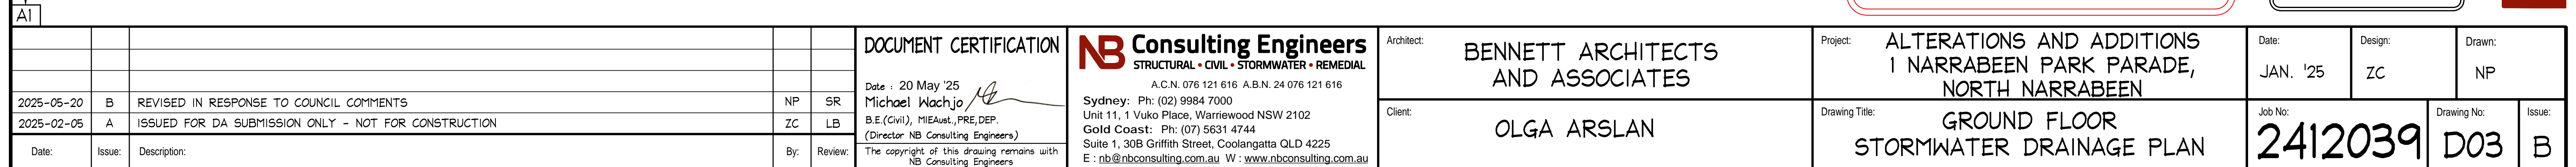 A1
2025-05-20 B REVISED IN RESPONSE TO COUNCIL COMMENTS NP SR
2025-02-05 A ISSUED FOR DA SUBMISSION ONLY - NOT FOR CONSTRUCTION ZC LB
Date: Issue: Description: By: Review:
DOCUMENT CERTIFICATION
Date : 20 May '25
Michael Wachjo
B.E.(Civil), MIEAust.,PRE,DEP.
(Director NB Consulting Engineers)
The copyright of this drawing remains with
NB Consulting Engineers
NB Consulting Engineers
STRUCTURAL • CIVIL • STORMWATER • REMEDIAL
A.C.N. 076 121 616 A.B.N. 24 076 121 616
Sydney: Ph: (02) 9984 7000
Unit 11, 1 Vuko Place, Warriewood NSW 2102
Gold Coast: Ph: (07) 5631 4744
Suite 1, 30B Griffith Street, Coolangatta QLD 4225
E : nb@nbconsulting.com.au W : www.nbconsulting.com.au
Architect:
BENNETT ARCHITECTS
AND ASSOCIATES
Client:
OLGA ARSLAN
Project:
ALTERATIONS AND ADDITIONS
1 NARRABEEN PARK PARADE,
NORTH NARRABEEN
Drawing Title:
GROUND FLOOR
STORMWATER DRAINAGE PLAN
Date: Design: Drawn:
JAN. '25 ZC NP
Job No: Drawing No: Issue:
2412039 D03 B